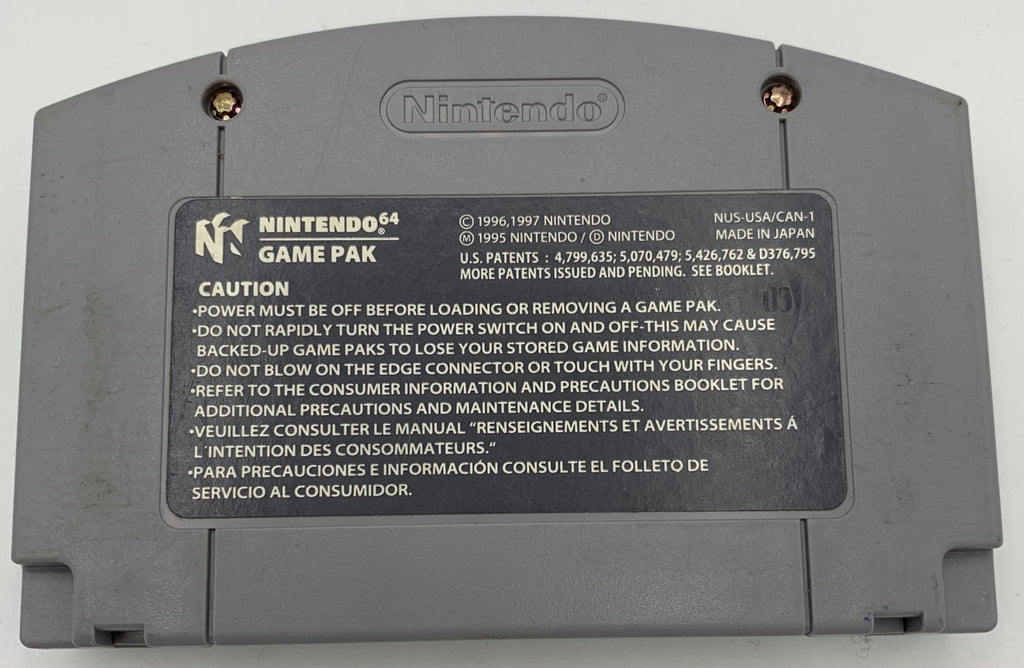 Nintendo®
NINTENDO®64
GAME PAK
© 1996,1997 NINTENDO
Ⓜ 1995 NINTENDO / Ⓓ NINTENDO
NUS-USA/CAN-1
MADE IN JAPAN
U.S. PATENTS : 4,799,635; 5,070,479; 5,426,762 & D376,795
MORE PATENTS ISSUED AND PENDING. SEE BOOKLET.
CAUTION
•POWER MUST BE OFF BEFORE LOADING OR REMOVING A GAME PAK.
•DO NOT RAPIDLY TURN THE POWER SWITCH ON AND OFF-THIS MAY CAUSE
BACKED-UP GAME PAKS TO LOSE YOUR STORED GAME INFORMATION.
•DO NOT BLOW ON THE EDGE CONNECTOR OR TOUCH WITH YOUR FINGERS.
•REFER TO THE CONSUMER INFORMATION AND PRECAUTIONS BOOKLET FOR
ADDITIONAL PRECAUTIONS AND MAINTENANCE DETAILS.
•VEUILLEZ CONSULTER LE MANUAL “RENSEIGNEMENTS ET AVERTISSEMENTS Á
L'INTENTION DES CONSOMMATEURS.“
•PARA PRECAUCIONES E INFORMACIÓN CONSULTE EL FOLLETO DE
SERVICIO AL CONSUMIDOR.